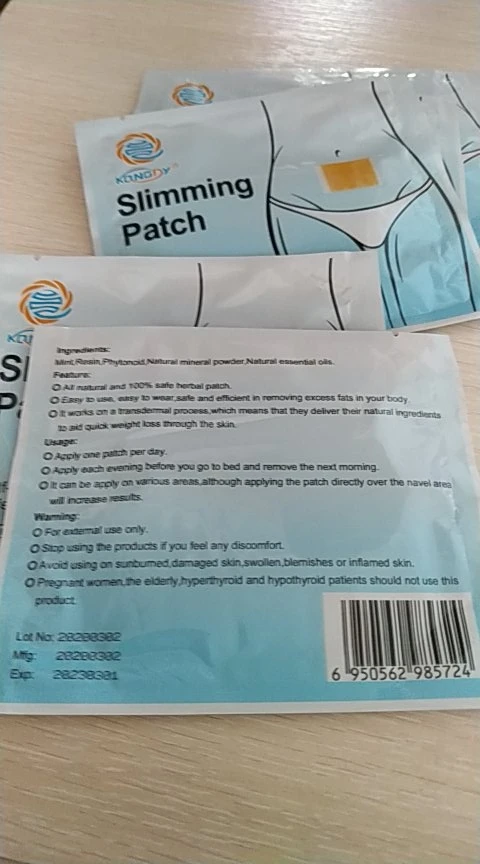 KONGDY
Slimming
Patch
Ingredients:
Mint,Rosin,Phytonoid,Natural mineral powder,Natural essential oils.
Feature:
All natural and 100% safe herbal patch.
Easy to use, easy to wear,safe and efficient in removing excess fats in your body.
It works on a transdermal process,which means that they deliver their natural ingredients
to aid quick weight loss through the skin.
Usage:
Apply one patch per day.
Apply each evening before you go to bed and remove the next morning.
It can be apply on various areas,although applying the patch directly over the navel area
will increase results.
Warning:
For external use only.
Stop using the products if you feel any discomfort.
Avoid using on sunburned,damaged skin,swollen,blemishes or inflamed skin.
Pregnant women,the elderly,hyperthyroid and hypothyroid patients should not use this
product.
Lot No: 20200302
Mfg: 20200302
Exp: 20230301
6 950562 985724